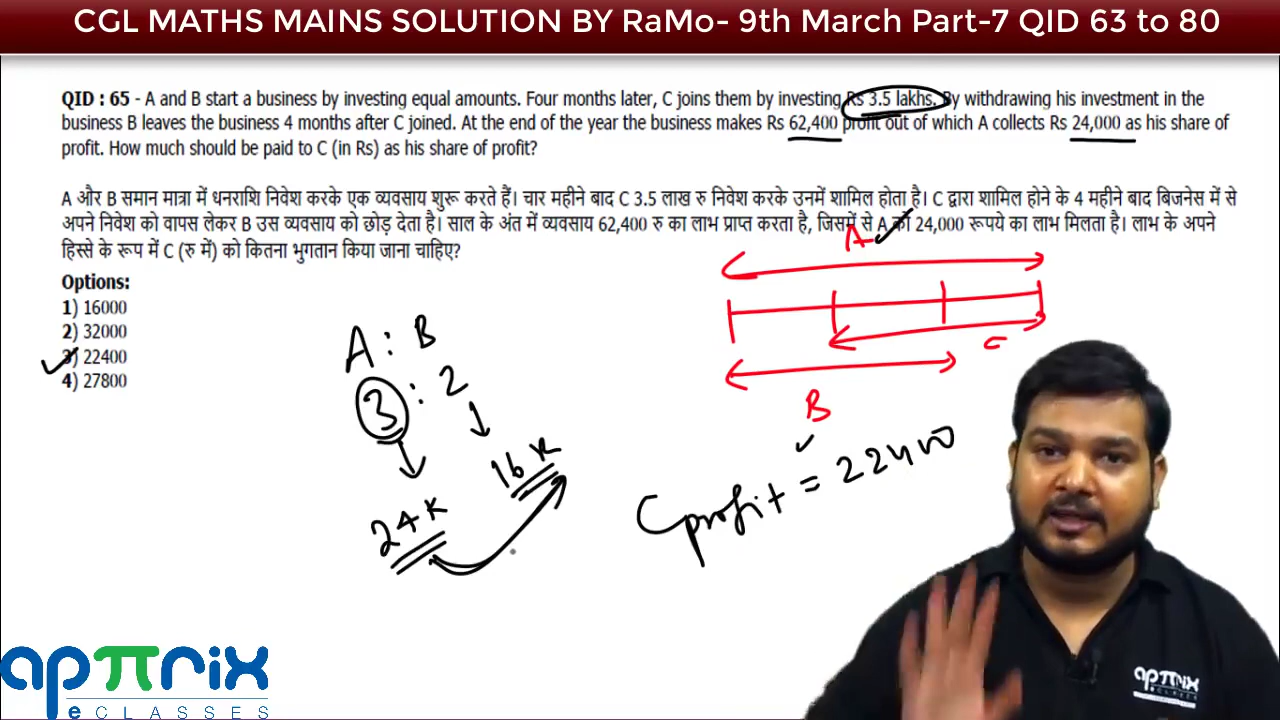 CGL MATHS MAINS SOLUTION BY RaMo- 9th March Part-7 QID 63 to 80
QID : 65 - A and B start a business by investing equal amounts. Four months later, C joins them by investing Rs 3.5 lakhs. By withdrawing his investment in the
business B leaves the business 4 months after C joined. At the end of the year the business makes Rs 62,400 profit out of which A collects Rs 24,000 as his share of
profit. How much should be paid to C (in Rs) as his share of profit?
A और B समान मात्रा में धनराशि निवेश करके एक व्यवसाय शुरू करते हैं। चार महीने बाद C 3.5 लाख रु निवेश करके उनमें शामिल होता है। C द्वारा शामिल होने के 4 महीने बाद बिजनेस में से
अपने निवेश को वापस लेकर B उस व्यवसाय को छोड़ देता है। साल के अंत में व्यवसाय 62,400 रु का लाभ प्राप्त करता है, जिसमें से A को 24,000 रूपये का लाभ मिलता है। लाभ के अपने
हिस्से के रूप में C (रु में) को कितना भुगतान किया जाना चाहिए?
Options:
1) 16000
2) 32000
3) 22400
4) 27800
A
C
B
A : B
3 : 2
24K 16K
C profit = 22400
apπrix
e CLASSES
apπrix
e CLASSES